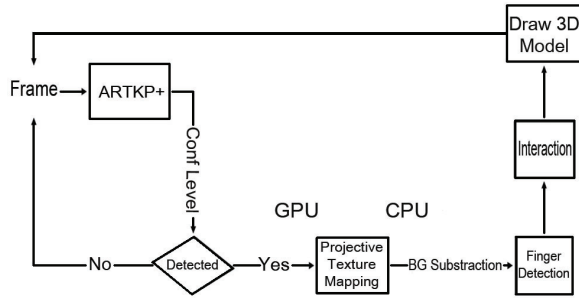 Draw 3D
Model
Frame
ARTKP+
Conf Level
GPU
CPU
No
Detected
Yes
Projective
Texture
Mapping
BG Substraction
Finger
Detection
Interaction